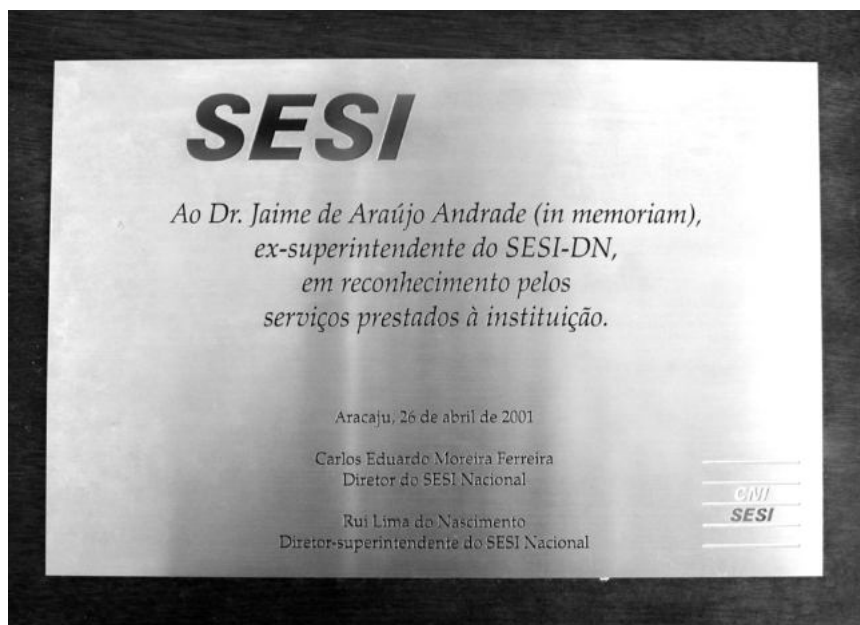 SESI
Ao Dr. Jaime de Araújo Andrade (in memoriam),
ex-superintendente do SESI-DN,
em reconhecimento pelos
serviços prestados à instituição.
Aracaju, 26 de abril de 2001
Carlos Eduardo Moreira Ferreira
Diretor do SESI Nacional
Rui Lima do Nascimento
Diretor-superintendente do SESI Nacional
CNI
SESI